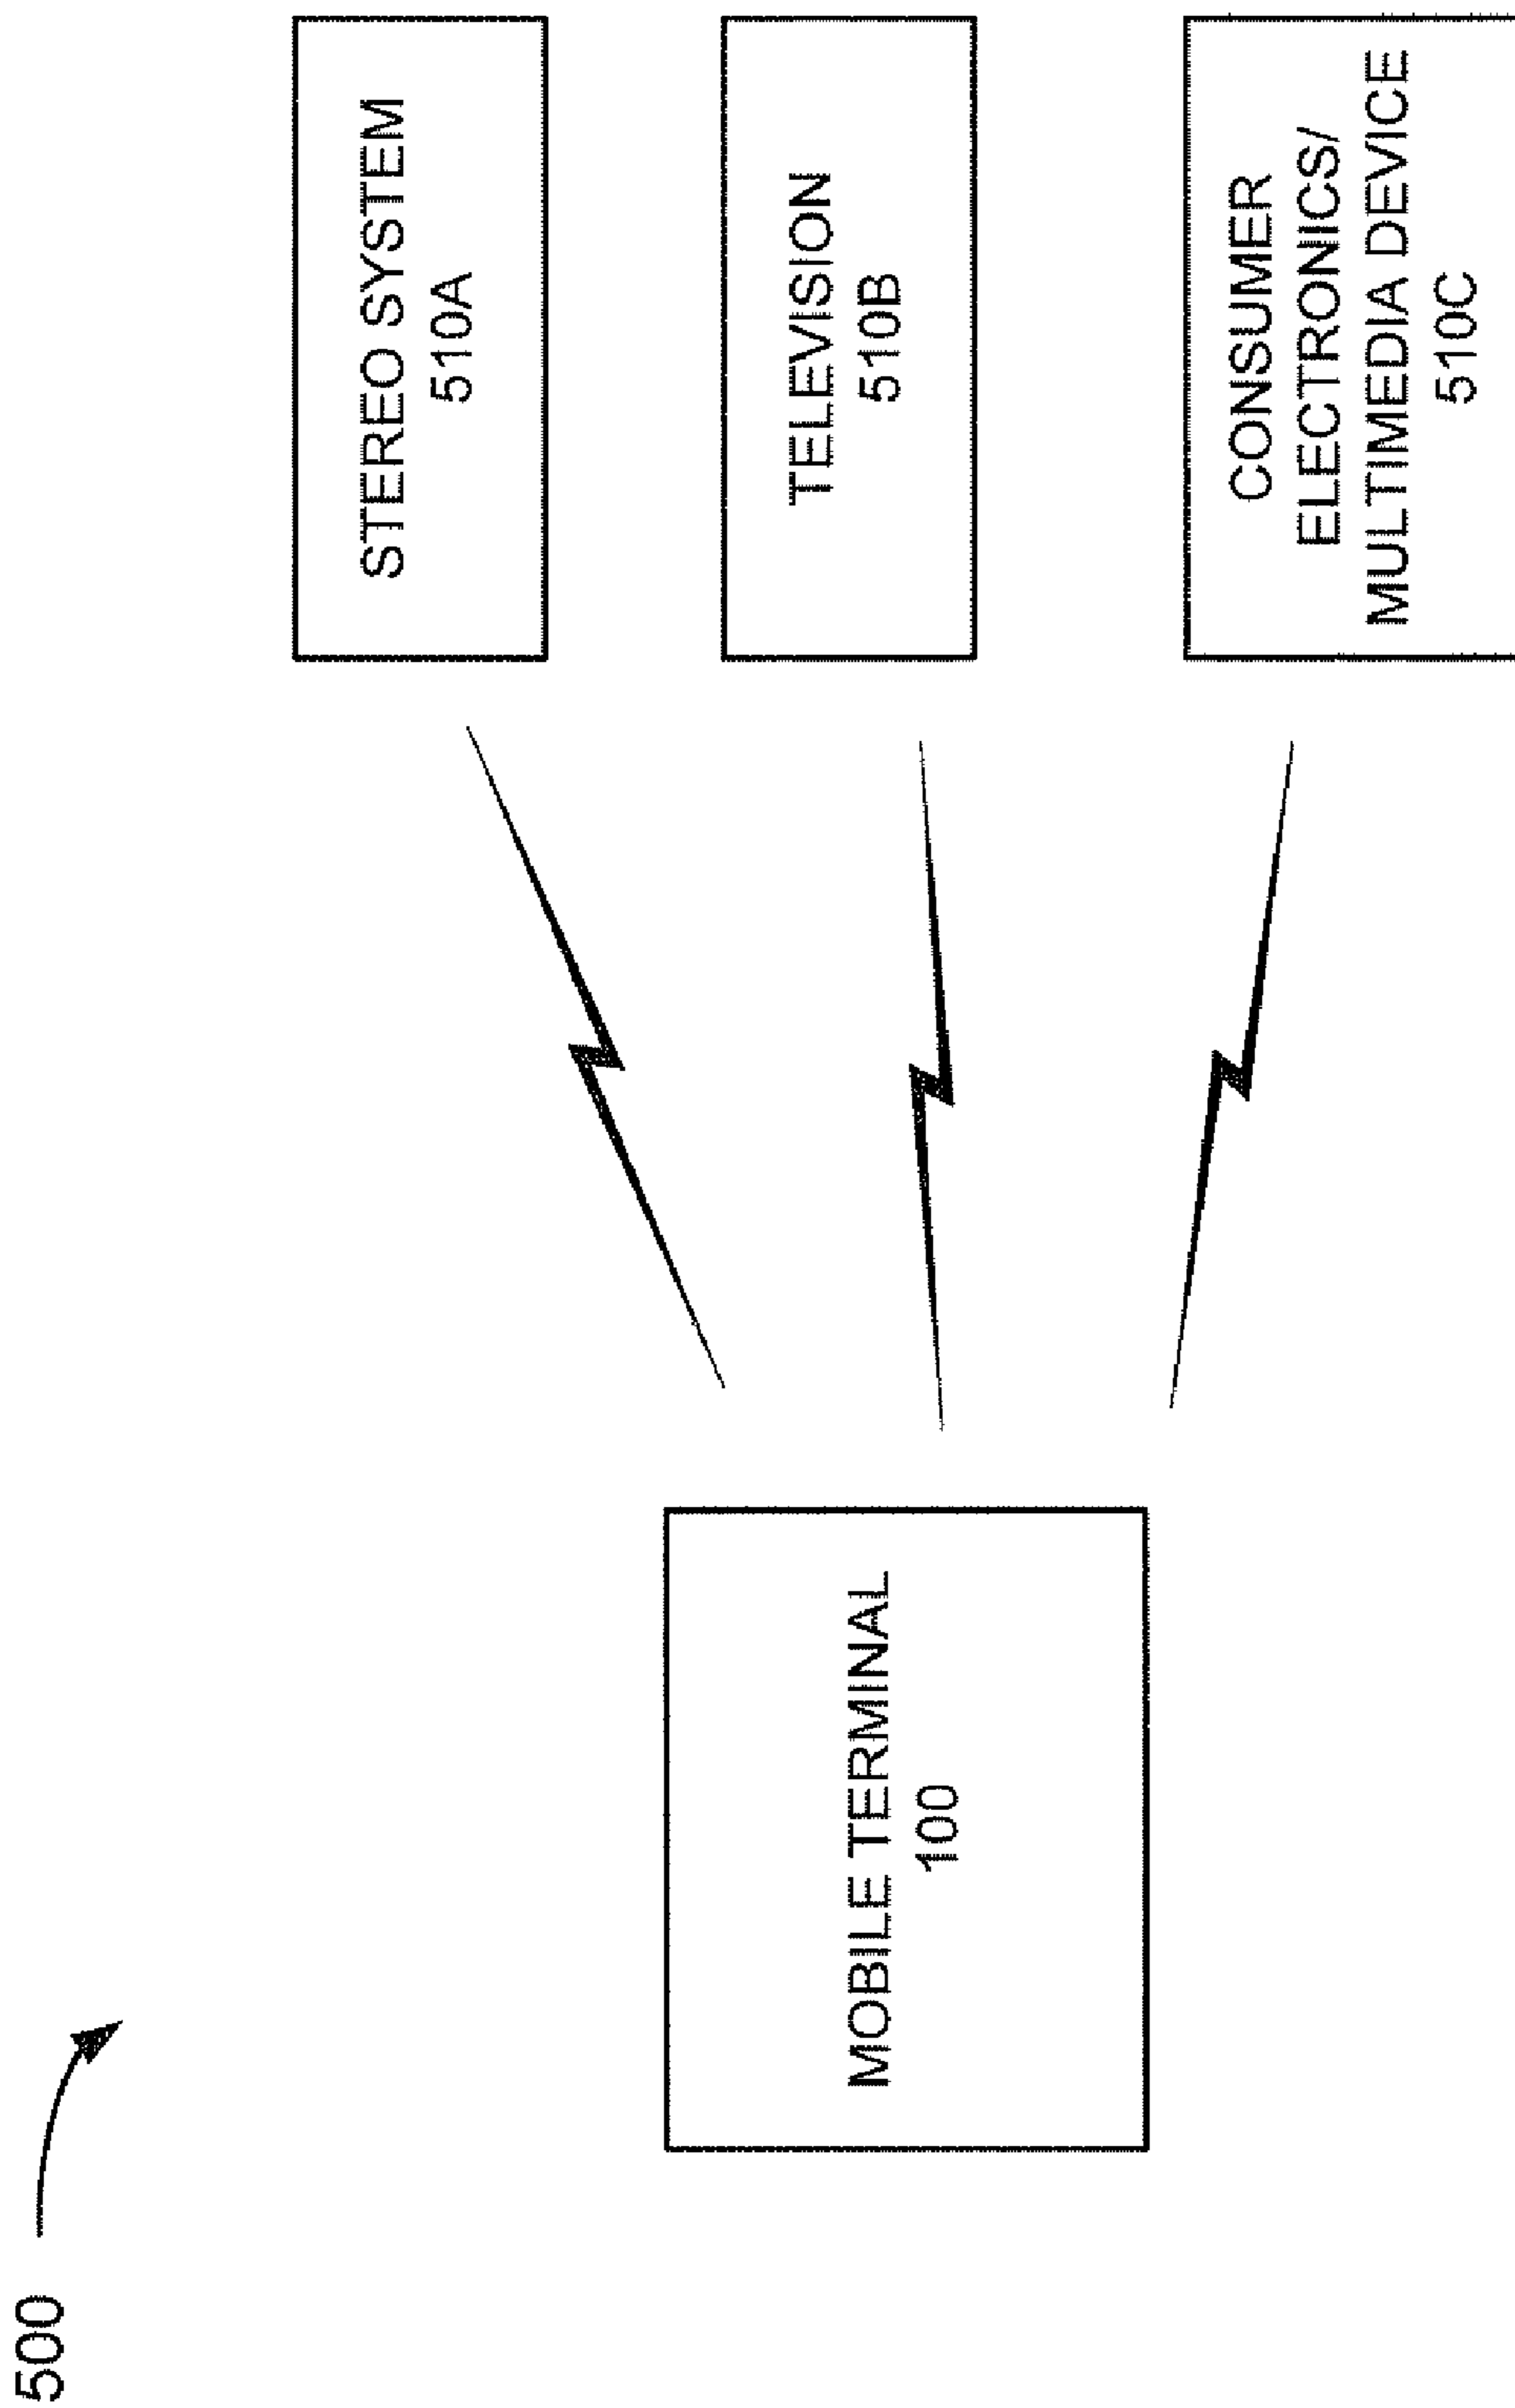 500
MOBILE TERMINAL
100
STEREO SYSTEM
510A
TELEVISION
510B
CONSUMER
ELECTRONICS/
MULTIMEDIA DEVICE
510C